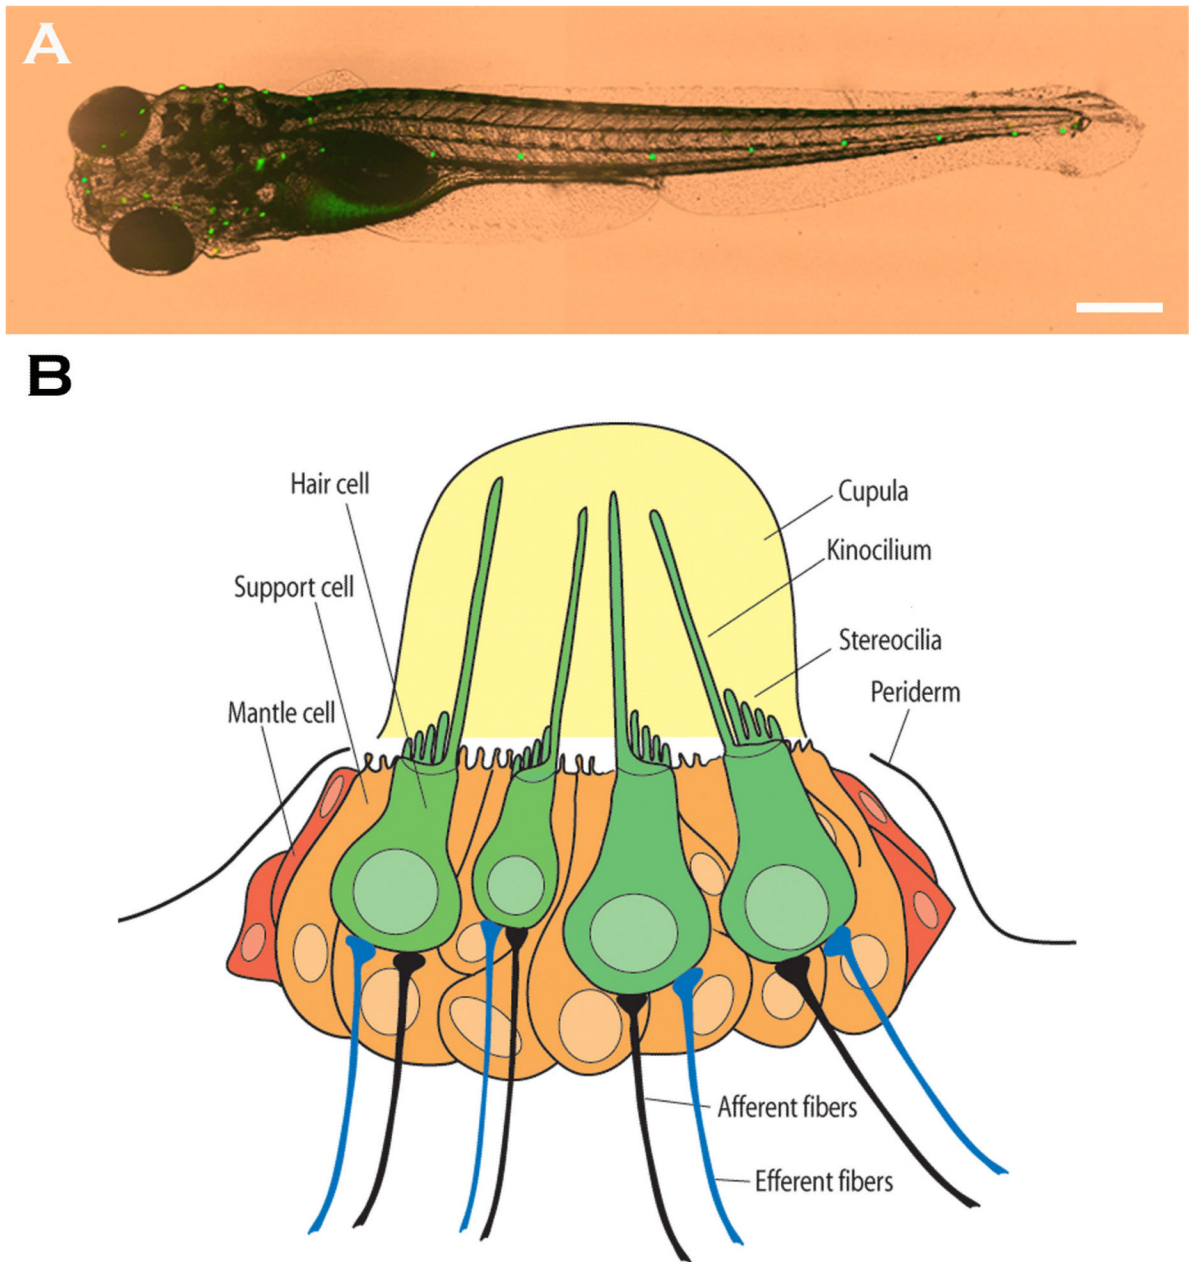 A
B
Hair cell
Cupula
Kinocilium
Support cell
Stereocilia
Periderm
Mantle cell
Afferent fibers
Efferent fibers